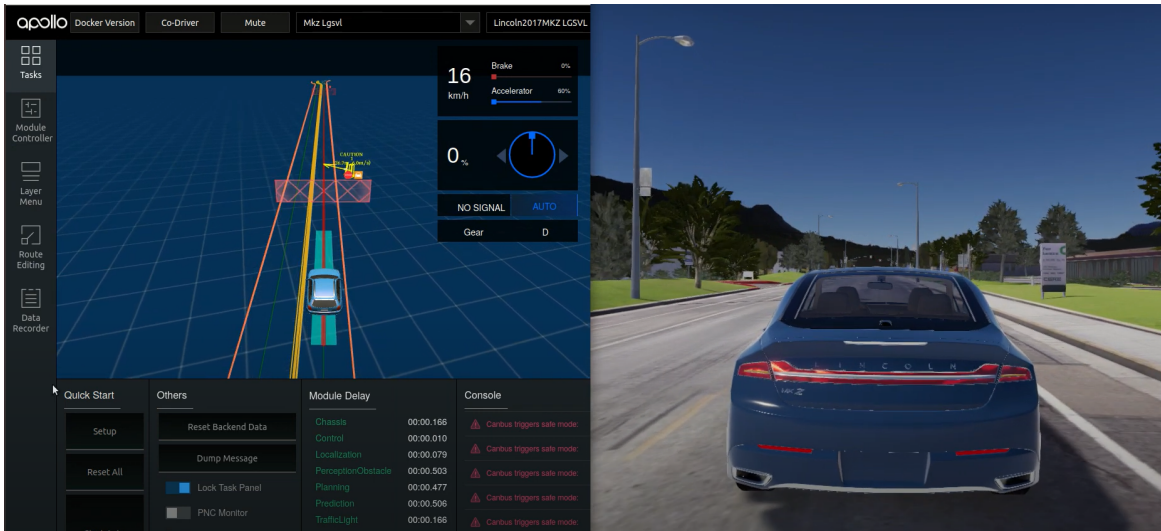 apollo Docker Version Co-Driver Mute Mkz Lgsvl Lincoln2017MKZ LGSVL
Tasks
Module
Controller
Layer
Menu
Route
Editing
Data
Recorder
CAUTION
16
km/h
Brake 0%
Accelerator 60%
0 %
NO SIGNAL AUTO
Gear D
Quick Start
Setup
Reset All
Others
Reset Backend Data
Dump Message
Lock Task Panel
PNC Monitor
Module Delay
Chassis 00:00.166
Control 00:00.010
Localization 00:00.079
PerceptionObstacle 00:00.503
Planning 00:00.477
Prediction 00:00.506
TrafficLight 00:00.166
Console
Canbus triggers safe mode:
Canbus triggers safe mode:
Canbus triggers safe mode:
Canbus triggers safe mode:
Canbus triggers safe mode:
LINCOLN
MKZ